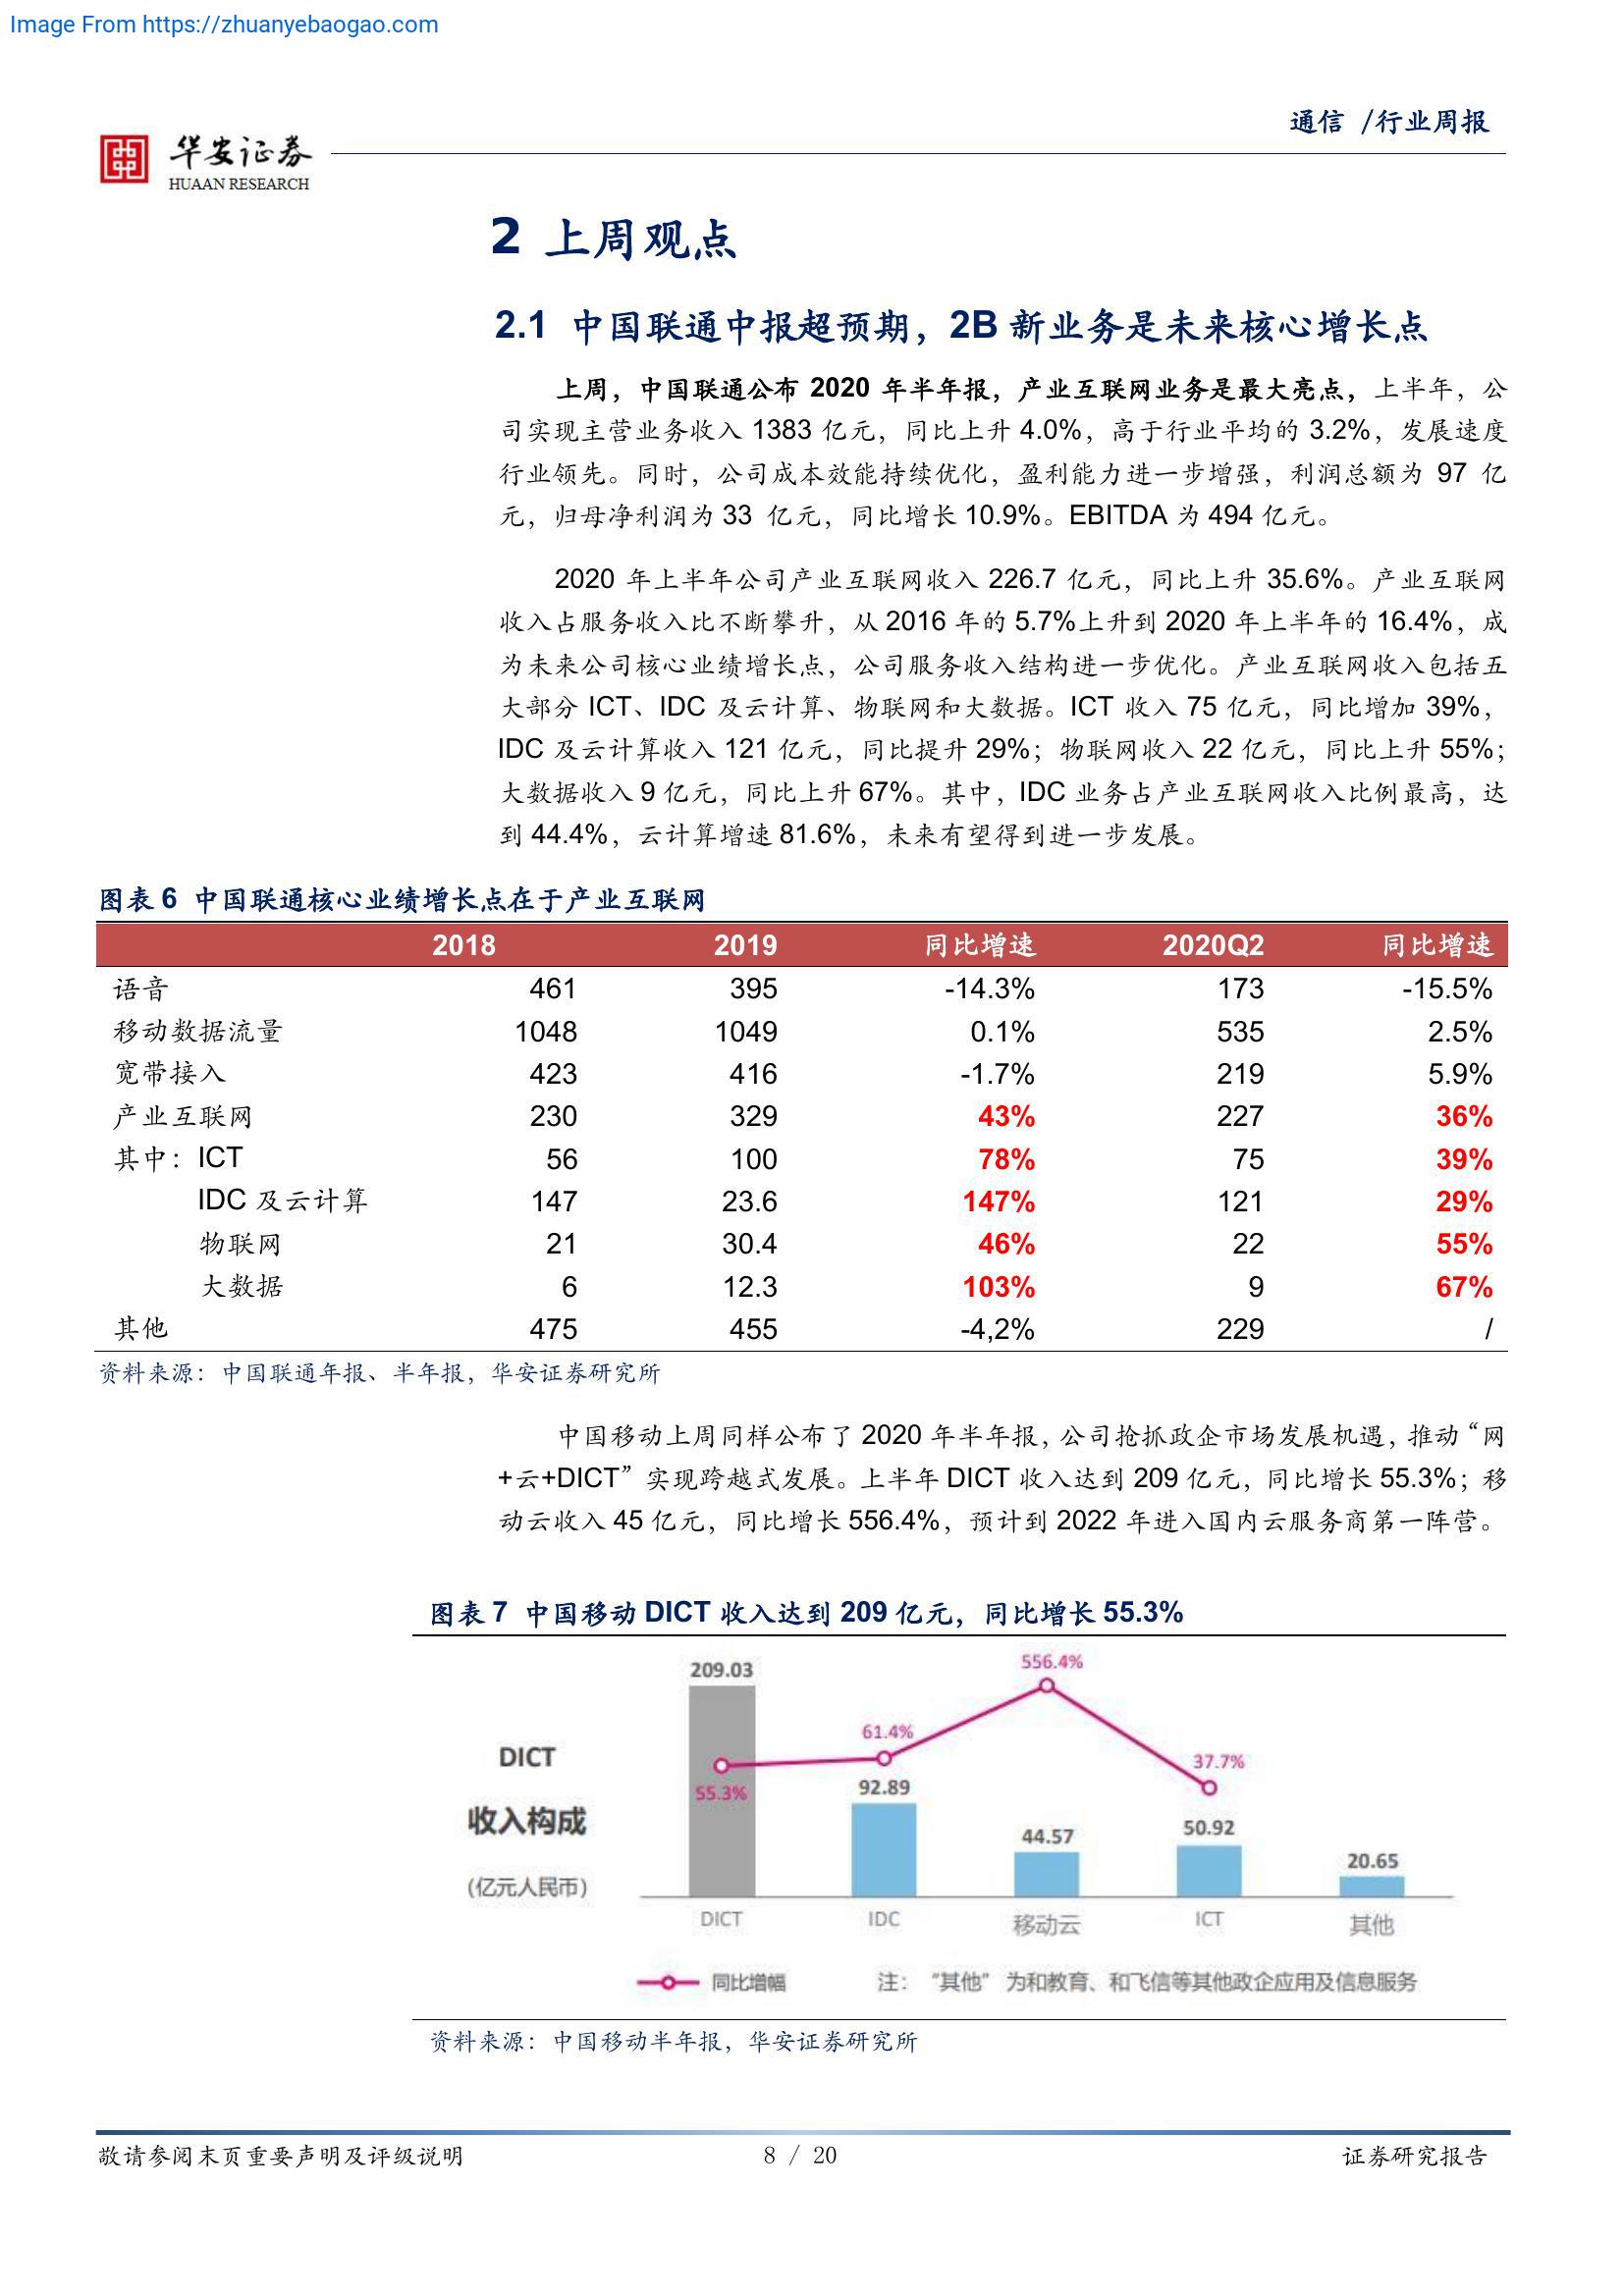 Image From https://zhuanyebaogao.com
通信 /行业周报
华安证券
HUAAN RESEARCH
2 上周观点
2.1 中国联通中报超预期，2B 新业务是未来核心增长点
上周，中国联通公布 2020 年半年报，产业互联网业务是最大亮点，上半年，公
司实现主营业务收入 1383 亿元，同比上升 4.0%，高于行业平均的 3.2%，发展速度
行业领先。同时，公司成本效能持续优化，盈利能力进一步增强，利润总额为 97 亿
元，归母净利润为 33 亿元，同比增长 10.9%。EBITDA 为 494 亿元。
2020 年上半年公司产业互联网收入 226.7 亿元，同比上升 35.6%。产业互联网
收入占服务收入比不断攀升，从 2016 年的 5.7%上升到 2020 年上半年的 16.4%，成
为未来公司核心业绩增长点，公司服务收入结构进一步优化。产业互联网收入包括五
大部分 ICT、IDC 及云计算、物联网和大数据。ICT 收入 75 亿元，同比增加 39%，
IDC 及云计算收入 121 亿元，同比提升 29%；物联网收入 22 亿元，同比上升 55%；
大数据收入 9 亿元，同比上升 67%。其中，IDC 业务占产业互联网收入比例最高，达
到 44.4%，云计算增速 81.6%，未来有望得到进一步发展。
图表 6 中国联通核心业绩增长点在于产业互联网
2018 2019 同比增速 2020Q2 同比增速
语音 461 395 -14.3% 173 -15.5%
移动数据流量 1048 1049 0.1% 535 2.5%
宽带接入 423 416 -1.7% 219 5.9%
产业互联网 230 329 43% 227 36%
其中：ICT 56 100 78% 75 39%
IDC 及云计算 147 23.6 147% 121 29%
物联网 21 30.4 46% 22 55%
大数据 6 12.3 103% 9 67%
其他 475 455 -4,2% 229 /
资料来源：中国联通年报、半年报，华安证券研究所
中国移动上周同样公布了 2020 年半年报，公司抢抓政企市场发展机遇，推动“网
+云+DICT”实现跨越式发展。上半年 DICT 收入达到 209 亿元，同比增长 55.3%；移
动云收入 45 亿元，同比增长 556.4%，预计到 2022 年进入国内云服务商第一阵营。
图表 7 中国移动 DICT 收入达到 209 亿元，同比增长 55.3%
209.03 556.4%
61.4%
DICT 37.7%
55.3% 92.89
收入构成 44.57 50.92
20.65
(亿元人民币)
DICT IDC 移动云 ICT 其他
同比增幅 注：“其他”为和教育、和飞信等其他政企应用及信息服务
资料来源：中国移动半年报，华安证券研究所
敬请参阅末页重要声明及评级说明 8 / 20 证券研究报告